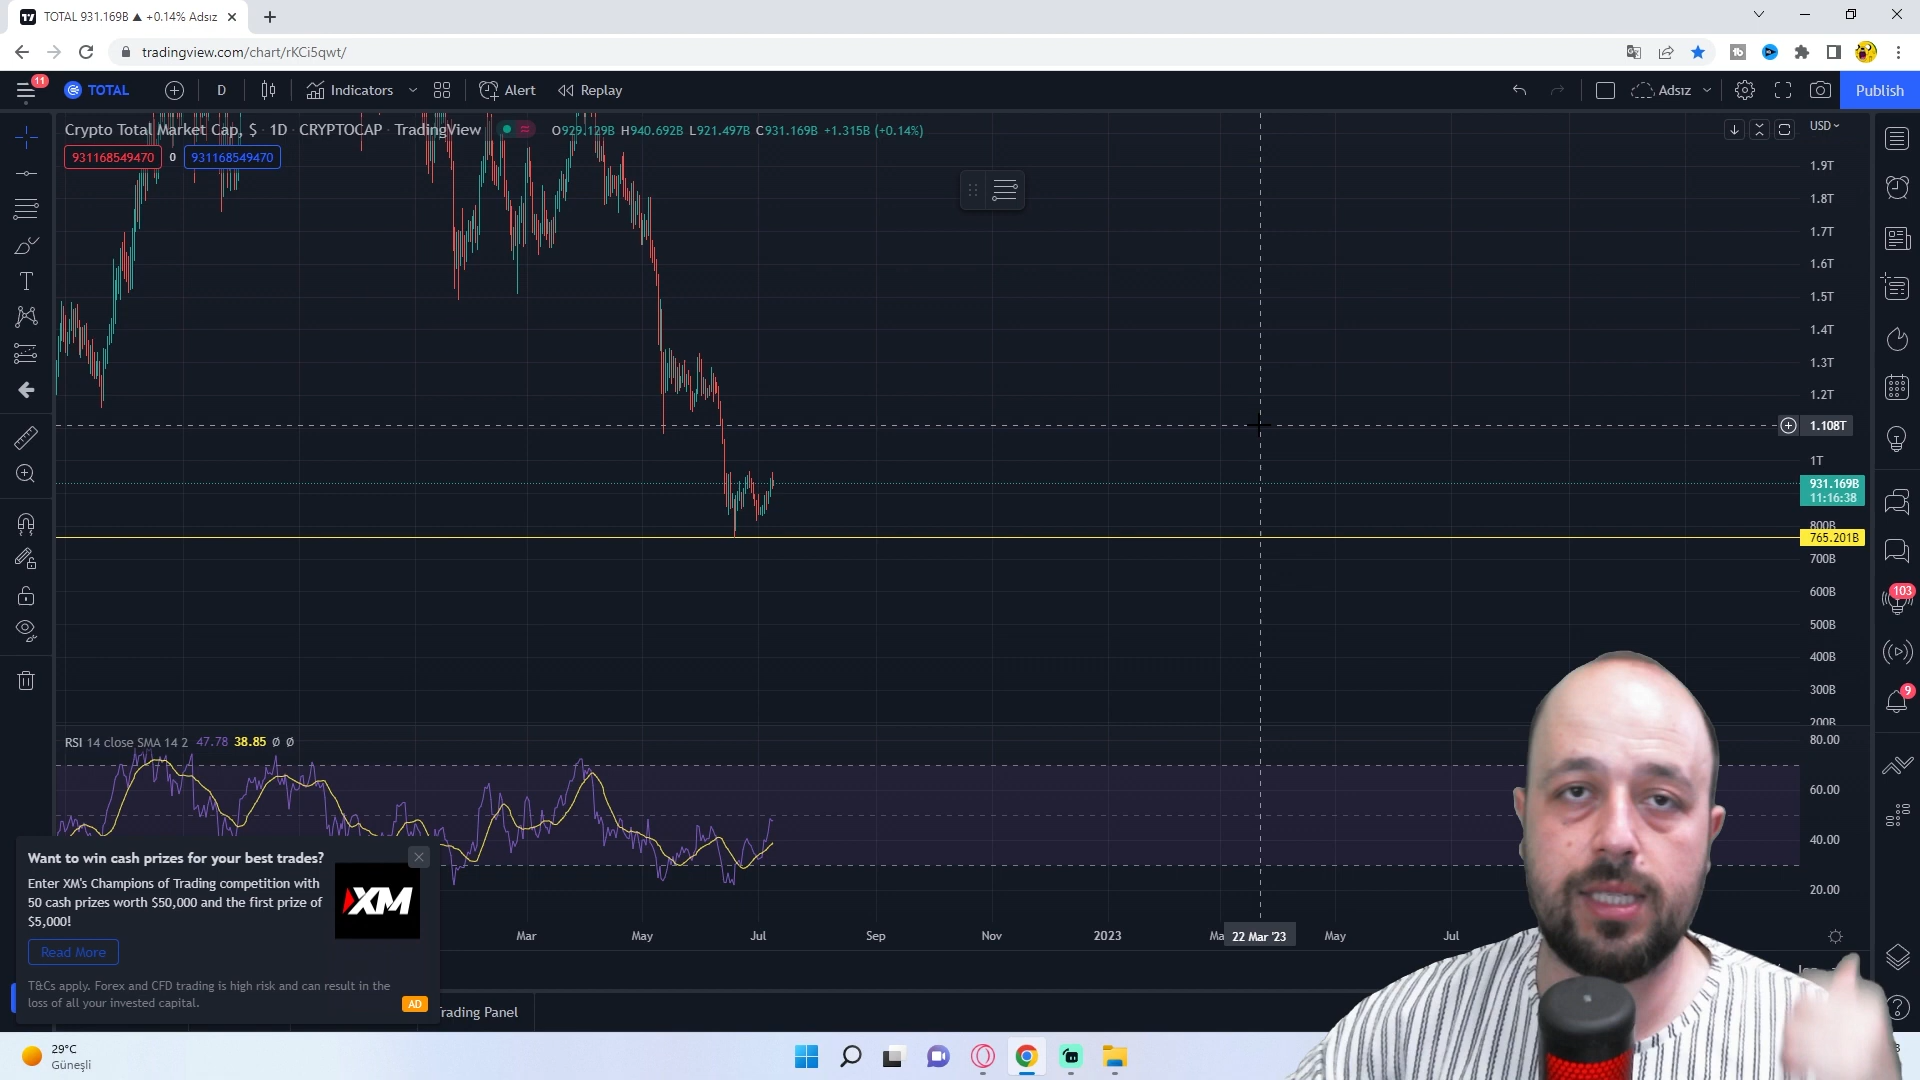 TOTAL 931.169B ▲ +0.14% Adsız
tradingview.com/chart/rKCi5qwt/
11
TOTAL
D
Indicators
Alert
Replay
Adsız
Publish
Crypto Total Market Cap, $ · 1D · CRYPTOCAP · TradingView
O929.129B H940.692B L921.497B C931.169B +1.315B (+0.14%)
931168549470
0
931168549470
USD
1.9T
1.8T
1.7T
1.6T
1.5T
1.4T
1.3T
1.2T
1.108T
1T
931.169B
11:16:38
800B
765.201B
700B
600B
500B
400B
300B
200B
103
9
RSI 14 close SMA 14 2 47.78 38.85 Ø Ø
80.00
60.00
40.00
20.00
Mar
May
Jul
Sep
Nov
2023
Ma
22 Mar '23
May
Jul
Want to win cash prizes for your best trades?
Enter XM's Champions of Trading competition with
50 cash prizes worth $50,000 and the first prize of
$5,000!
XM
Read More
T&Cs apply. Forex and CFD trading is high risk and can result in the
loss of all your invested capital.
AD
rading Panel
29°C
Güneşli